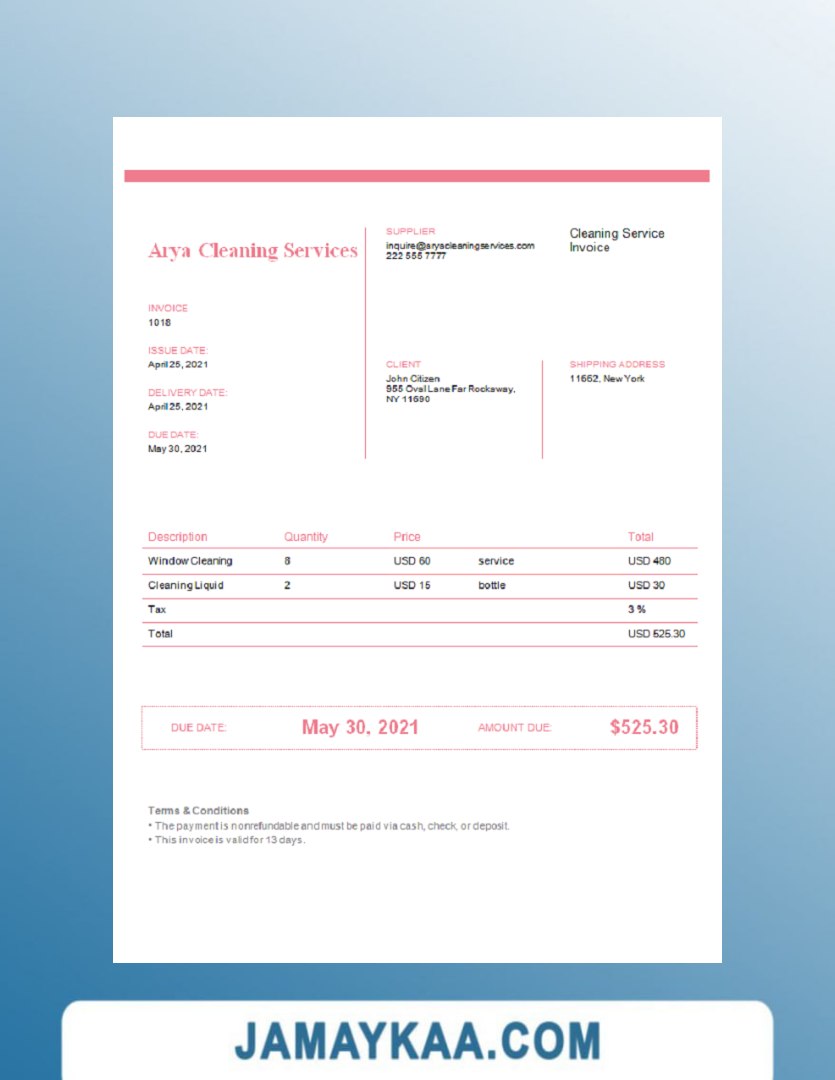 Arya Cleaning Services
SUPPLIER
inquire@aryacleaningservices.com
222 555 7777
Cleaning Service
Invoice
INVOICE
1018
ISSUE DATE:
April 25, 2021
DELIVERY DATE:
April 25, 2021
DUE DATE:
May 30, 2021
CLIENT
John Citizen
955 Oval Lane Far Rockaway,
NY 11690
SHIPPING ADDRESS
11662, New York
Description Quantity Price Total
Window Cleaning 8 USD 60 service USD 480
Cleaning Liquid 2 USD 15 bottle USD 30
Tax 3 %
Total USD 525.30
DUE DATE: May 30, 2021 AMOUNT DUE: $525.30
Terms & Conditions
• The payment is nonrefundable and must be paid via cash, check, or deposit.
• This invoice is valid for 13 days.
JAMAYKAA.COM